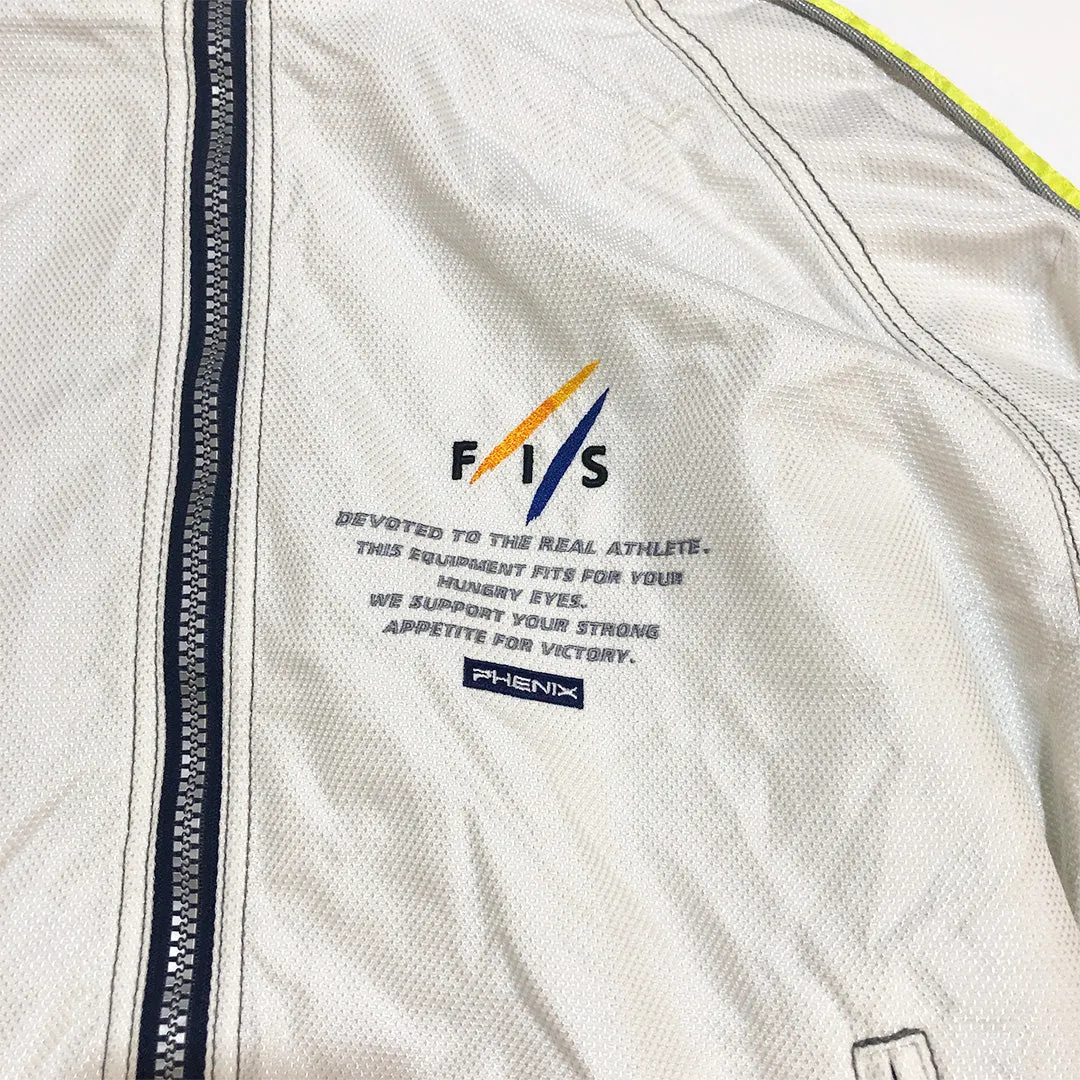 FIS
DEVOTED TO THE REAL ATHLETE.
THIS EQUIPMENT FITS FOR YOUR
HUNGRY EYES.
WE SUPPORT YOUR STRONG
APPETITE FOR VICTORY.
PHENIX